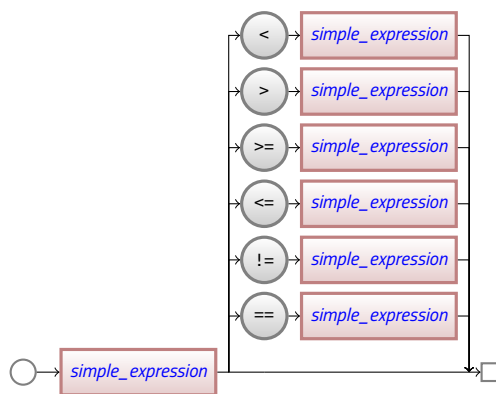 < simple_expression
> simple_expression
>= simple_expression
<= simple_expression
!= simple_expression
== simple_expression
simple_expression